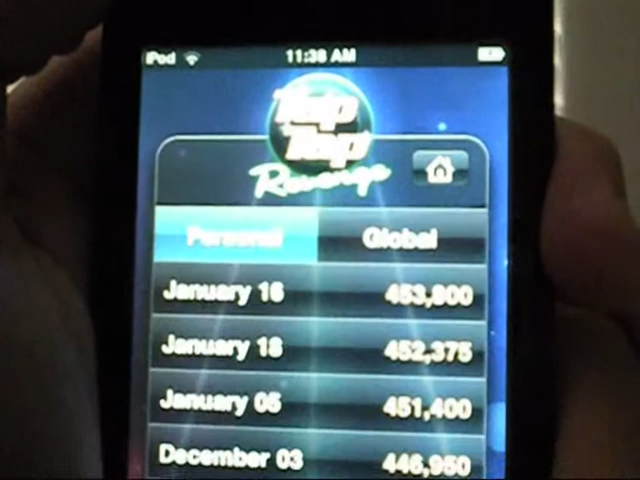 iPod 11:38 AM
Tap
Tap
Revenge
Personal Global
January 16 453,800
January 18 452,375
January 05 451,400
December 03 446,950